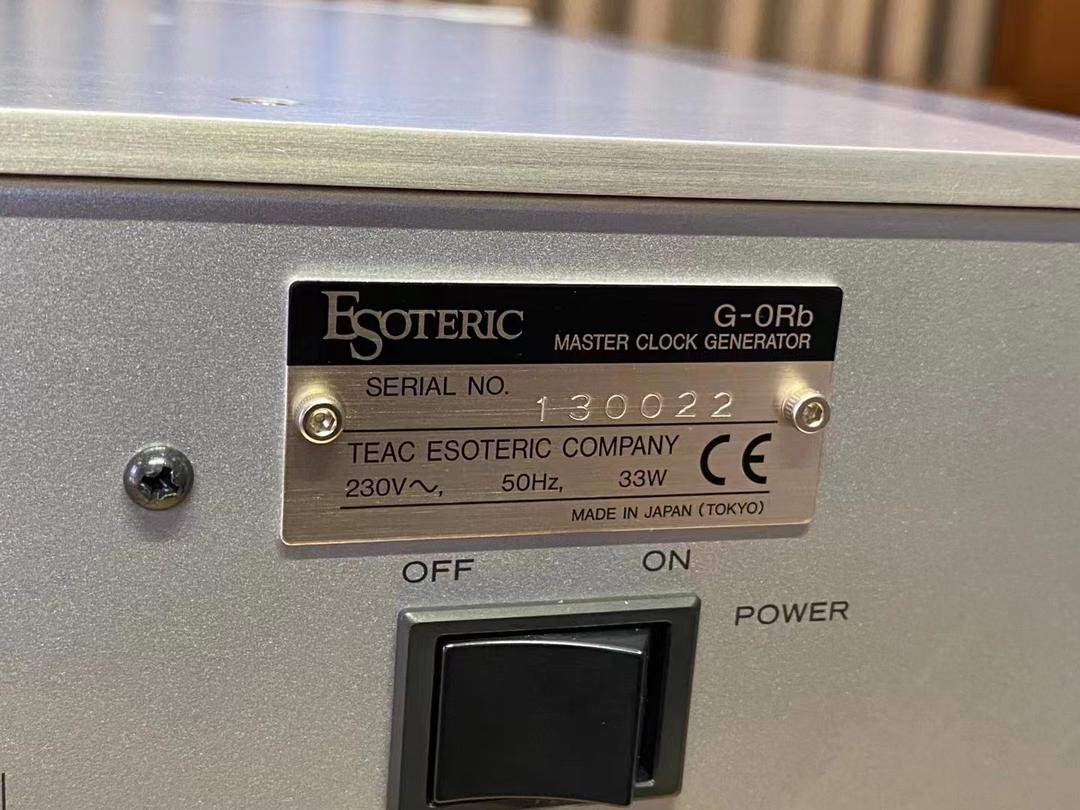 ESOTERIC
G-0Rb
MASTER CLOCK GENERATOR
SERIAL NO. 130022
TEAC ESOTERIC COMPANY CE
230V～, 50Hz, 33W
MADE IN JAPAN (TOKYO)
OFF ON
POWER